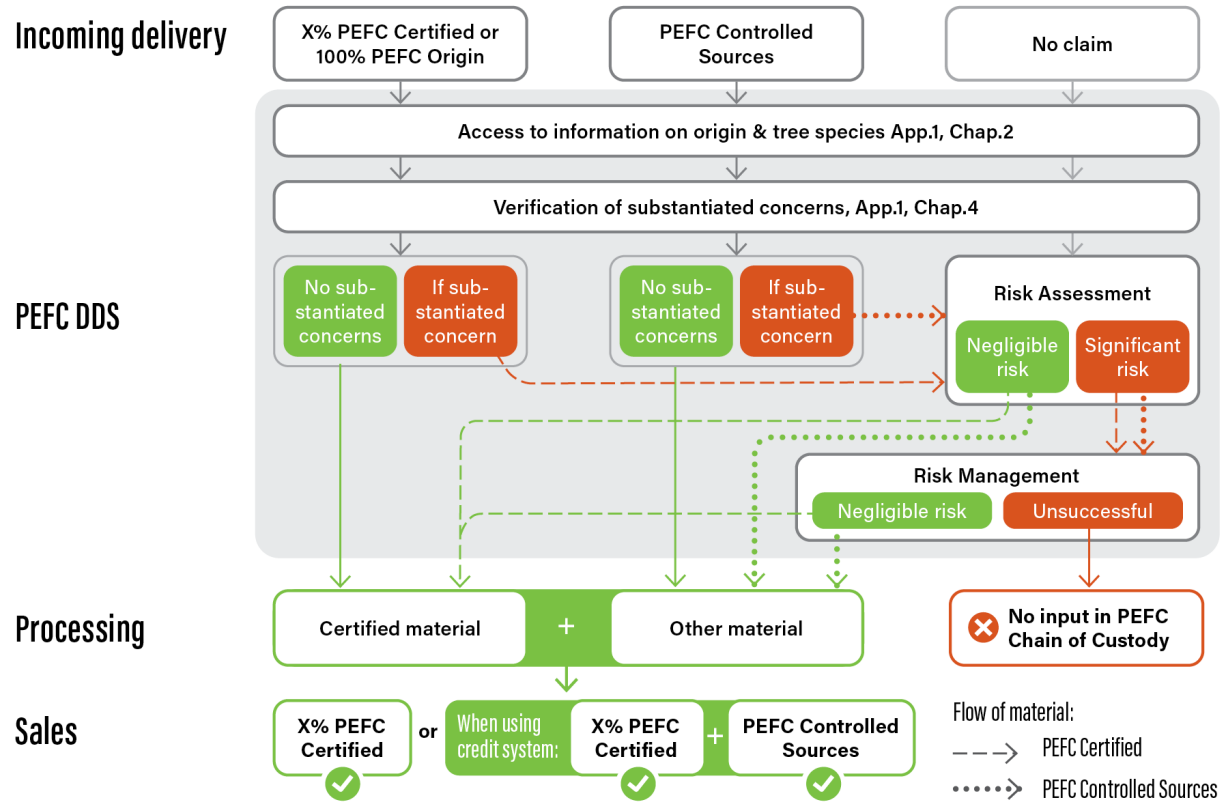 Incoming delivery
X% PEFC Certified or
100% PEFC Origin
PEFC Controlled
Sources
No claim
Access to information on origin & tree species App.1, Chap.2
Verification of substantiated concerns, App.1, Chap.4
PEFC DDS
No sub-
stantiated
concerns
If sub-
stantiated
concern
No sub-
stantiated
concerns
If sub-
stantiated
concern
Risk Assessment
Negligible
risk
Significant
risk
Risk Management
Negligible risk
Unsuccessful
Processing
Certified material
+
Other material
No input in PEFC
Chain of Custody
Sales
X% PEFC
Certified
or
When using
credit system:
X% PEFC
Certified
+
PEFC Controlled
Sources
Flow of material:
PEFC Certified
PEFC Controlled Sources